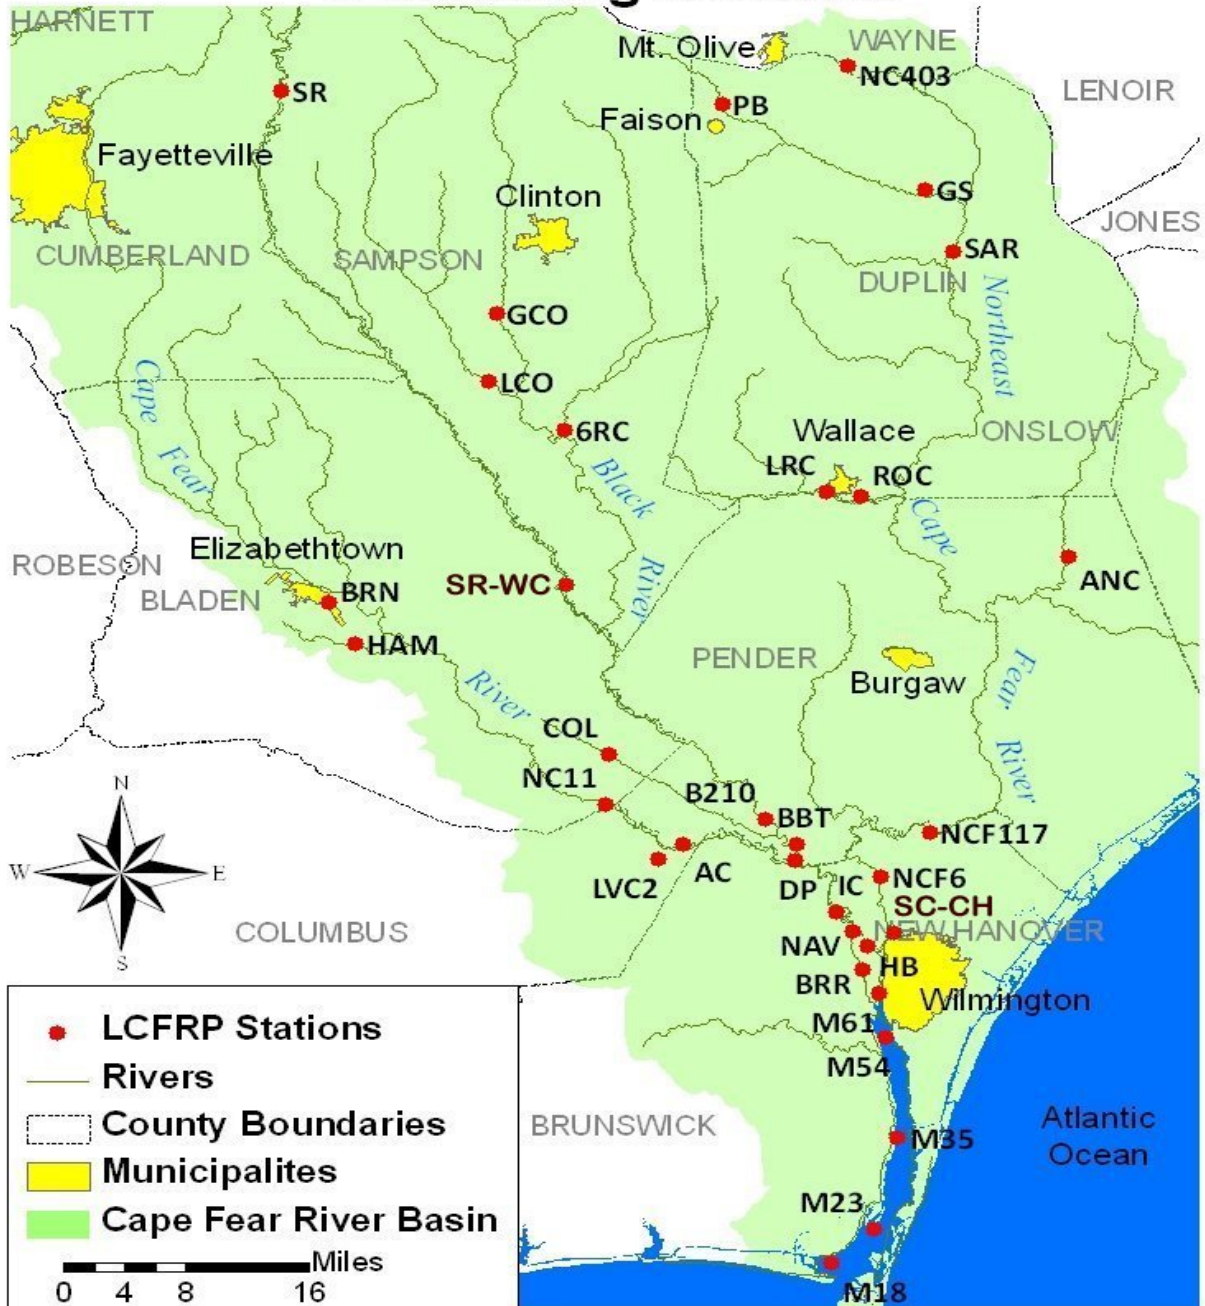 HARNETT
Mt. Olive
WAYNE
NC403
LENOIR
SR
PB
Faison
Fayetteville
Clinton
GS
JONES
CUMBERLAND
SAMPSON
SAR
DUPLIN
Northeast
GCO
Cape
LCO
Fear
6RC
Wallace
ONSLOW
Black
LRC
ROC
Cape
ROBESON
Elizabethtown
BRN
BLADEN
SR-WC
River
ANC
HAM
PENDER
Burgaw
Fear
River
COL
River
NC11
B210
BBT
NCF117
N
W
E
S
LVC2
AC
DP
IC
NCF6
SC-CH
COLUMBUS
NEW HANOVER
NAV
HB
BRR
Wilmington
M61
M54
LCFRP Stations
Rivers
County Boundaries
Municipalites
Cape Fear River Basin
Miles
0 4 8 16
BRUNSWICK
Atlantic
Ocean
M35
M23
M18